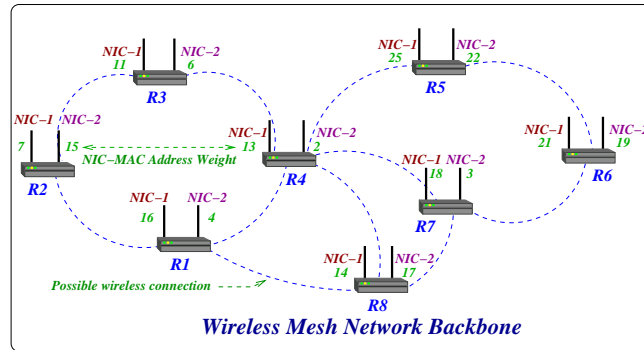 NIC-1 NIC-2
11 6
R3
NIC-1 NIC-2
25 22
R5
NIC-1 NIC-2
7 15
R2
NIC-MAC Address Weight
NIC-1 NIC-2
13 2
R4
NIC-1 NIC-2
21 19
R6
NIC-1 NIC-2
18 3
R7
NIC-1 NIC-2
16 4
R1
NIC-1 NIC-2
14 17
R8
Possible wireless connection
Wireless Mesh Network Backbone